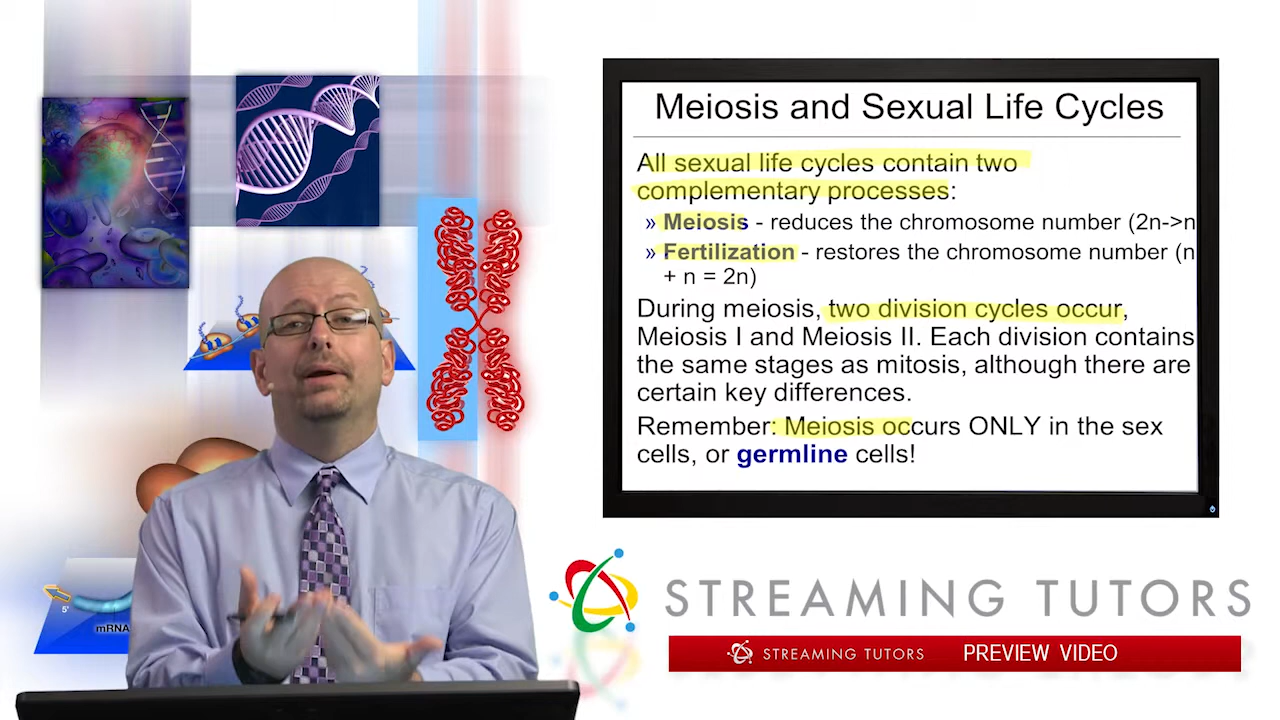 Meiosis and Sexual Life Cycles
All sexual life cycles contain two
complementary processes:
» Meiosis - reduces the chromosome number (2n->n
» Fertilization - restores the chromosome number (n
+ n = 2n)
During meiosis, two division cycles occur,
Meiosis I and Meiosis II. Each division contains
the same stages as mitosis, although there are
certain key differences.
Remember: Meiosis occurs ONLY in the sex
cells, or germline cells!
5'
mRNA
STREAMING TUTORS
STREAMING TUTORS PREVIEW VIDEO